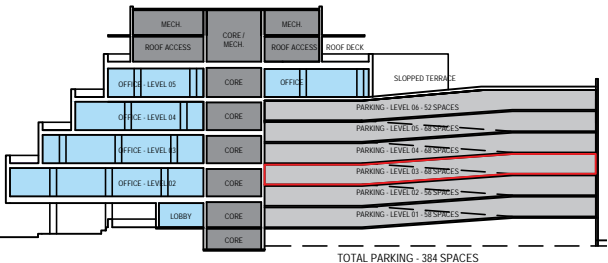 MECH.
CORE /
MECH.
MECH.
ROOF ACCESS
ROOF ACCESS
ROOF DECK
OFFICE - LEVEL 05
CORE
OFFICE
SLOPPED TERRACE
OFFICE - LEVEL 04
CORE
PARKING - LEVEL 06 - 52 SPACES
PARKING - LEVEL 05 - 68 SPACES
OFFICE - LEVEL 03
CORE
PARKING - LEVEL 04 - 68 SPACES
PARKING - LEVEL 03 - 68 SPACES
OFFICE - LEVEL 02
CORE
PARKING - LEVEL 02 - 56 SPACES
LOBBY
CORE
PARKING - LEVEL 01 - 58 SPACES
CORE
TOTAL PARKING - 384 SPACES